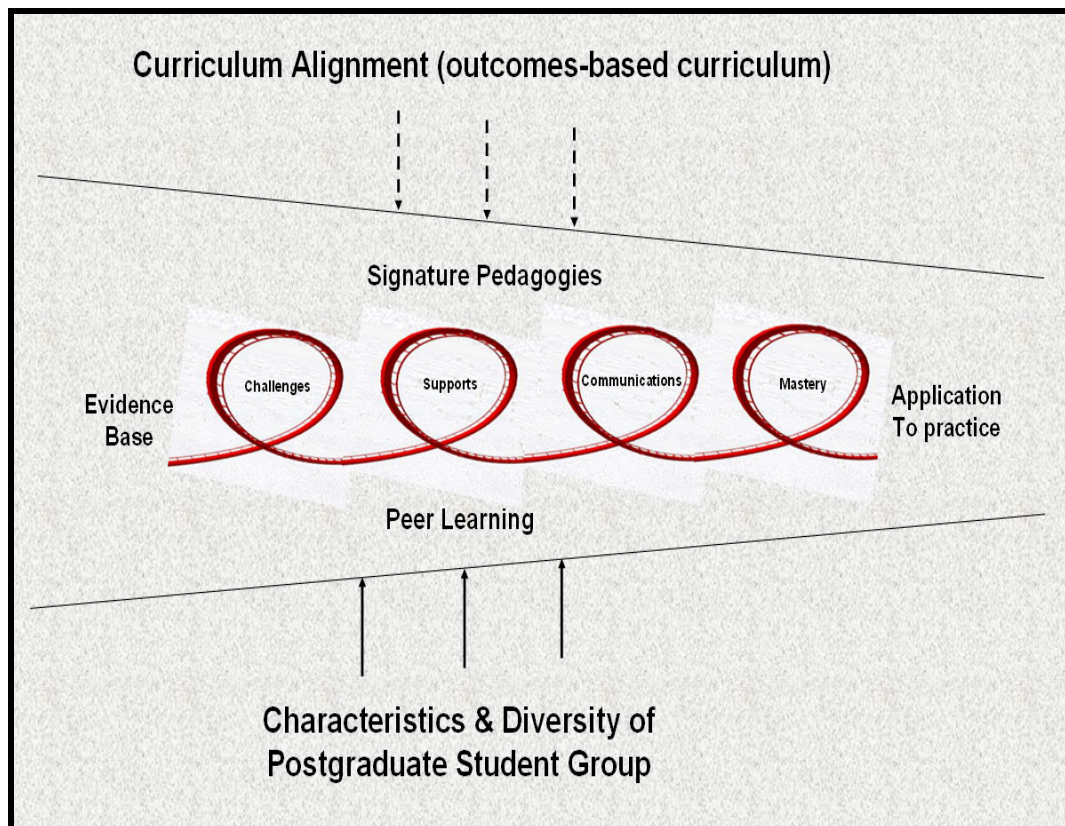 Curriculum Alignment (outcomes-based curriculum)
Signature Pedagogies
Evidence
Base
Challenges
Supports
Communications
Mastery
Application
To practice
Peer Learning
Characteristics & Diversity of
Postgraduate Student Group